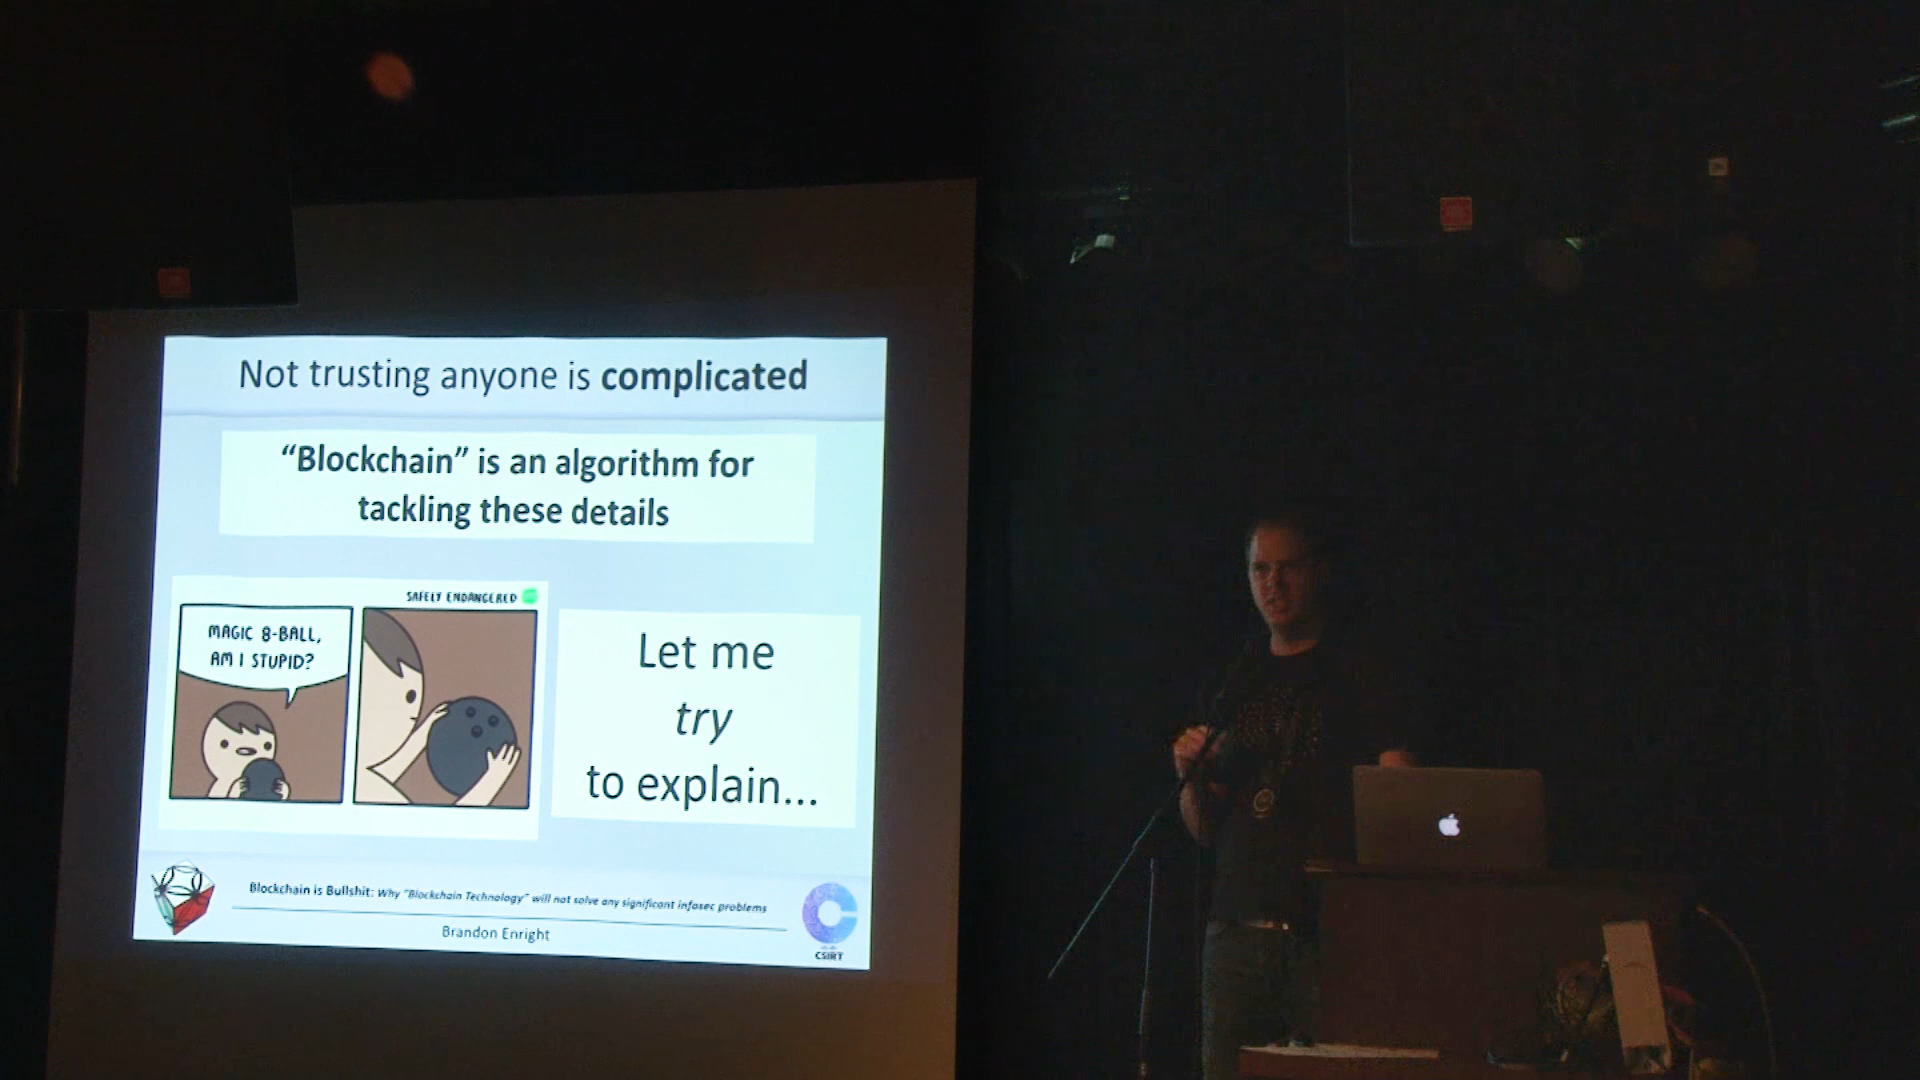 Not trusting anyone is complicated
“Blockchain” is an algorithm for
tackling these details
SAFELY ENDANGERED
MAGIC 8-BALL,
AM I STUPID?
Let me
try
to explain...
Blockchain is Bullshit: Why "Blockchain Technology" will not solve any significant infosec problems
Brandon Enright
CSIRT